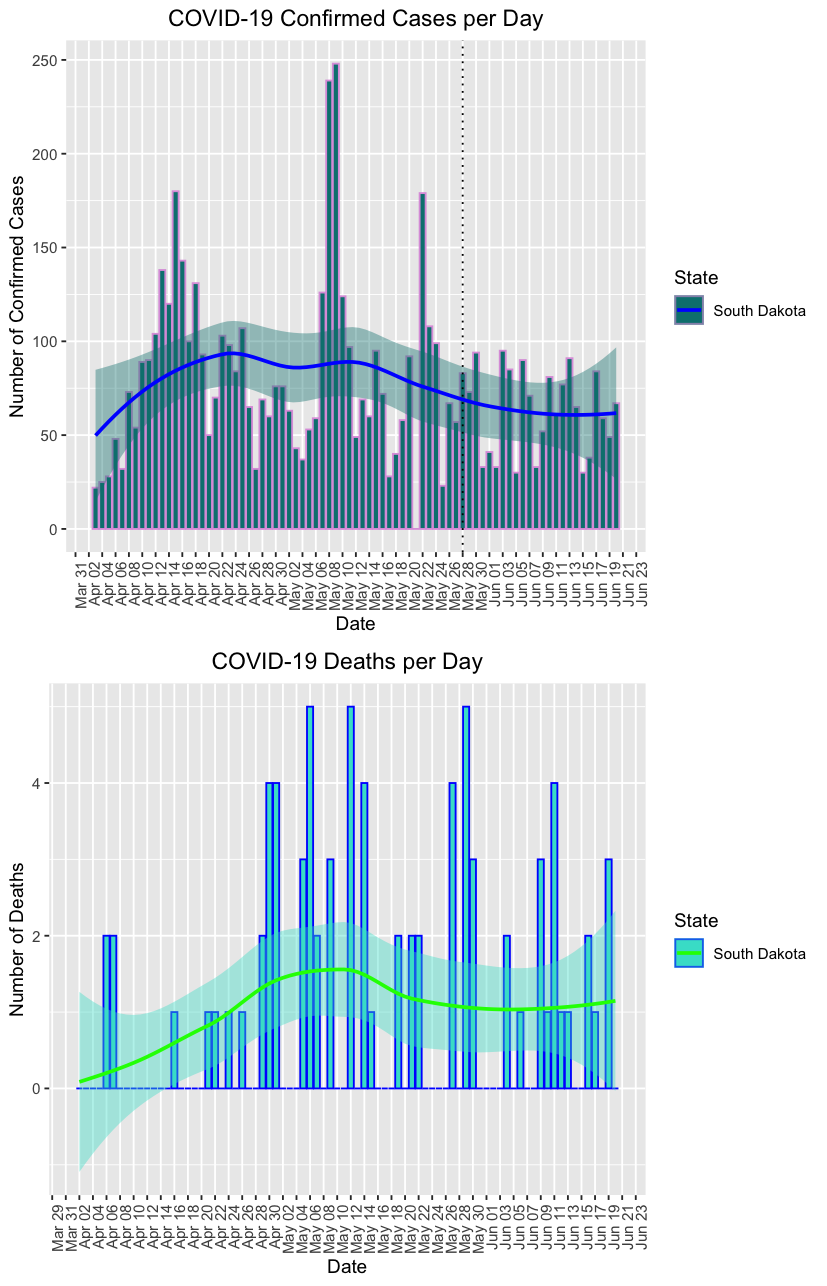 COVID-19 Confirmed Cases per Day
Number of Confirmed Cases
250
200
150
100
50
0
Mar 31
Apr 02
Apr 04
Apr 06
Apr 08
Apr 10
Apr 12
Apr 14
Apr 16
Apr 18
Apr 20
Apr 22
Apr 24
Apr 26
Apr 28
Apr 30
May 02
May 04
May 06
May 08
May 10
May 12
May 14
May 16
May 18
May 20
May 22
May 24
May 26
May 28
May 30
Jun 01
Jun 03
Jun 05
Jun 07
Jun 09
Jun 11
Jun 13
Jun 15
Jun 17
Jun 19
Jun 21
Jun 23
Date
State
South Dakota
COVID-19 Deaths per Day
Number of Deaths
4
2
0
Mar 29
Mar 31
Apr 02
Apr 04
Apr 06
Apr 08
Apr 10
Apr 12
Apr 14
Apr 16
Apr 18
Apr 20
Apr 22
Apr 24
Apr 26
Apr 28
Apr 30
May 02
May 04
May 06
May 08
May 10
May 12
May 14
May 16
May 18
May 20
May 22
May 24
May 26
May 28
May 30
Jun 01
Jun 03
Jun 05
Jun 07
Jun 09
Jun 11
Jun 13
Jun 15
Jun 17
Jun 19
Jun 21
Jun 23
Date
State
South Dakota